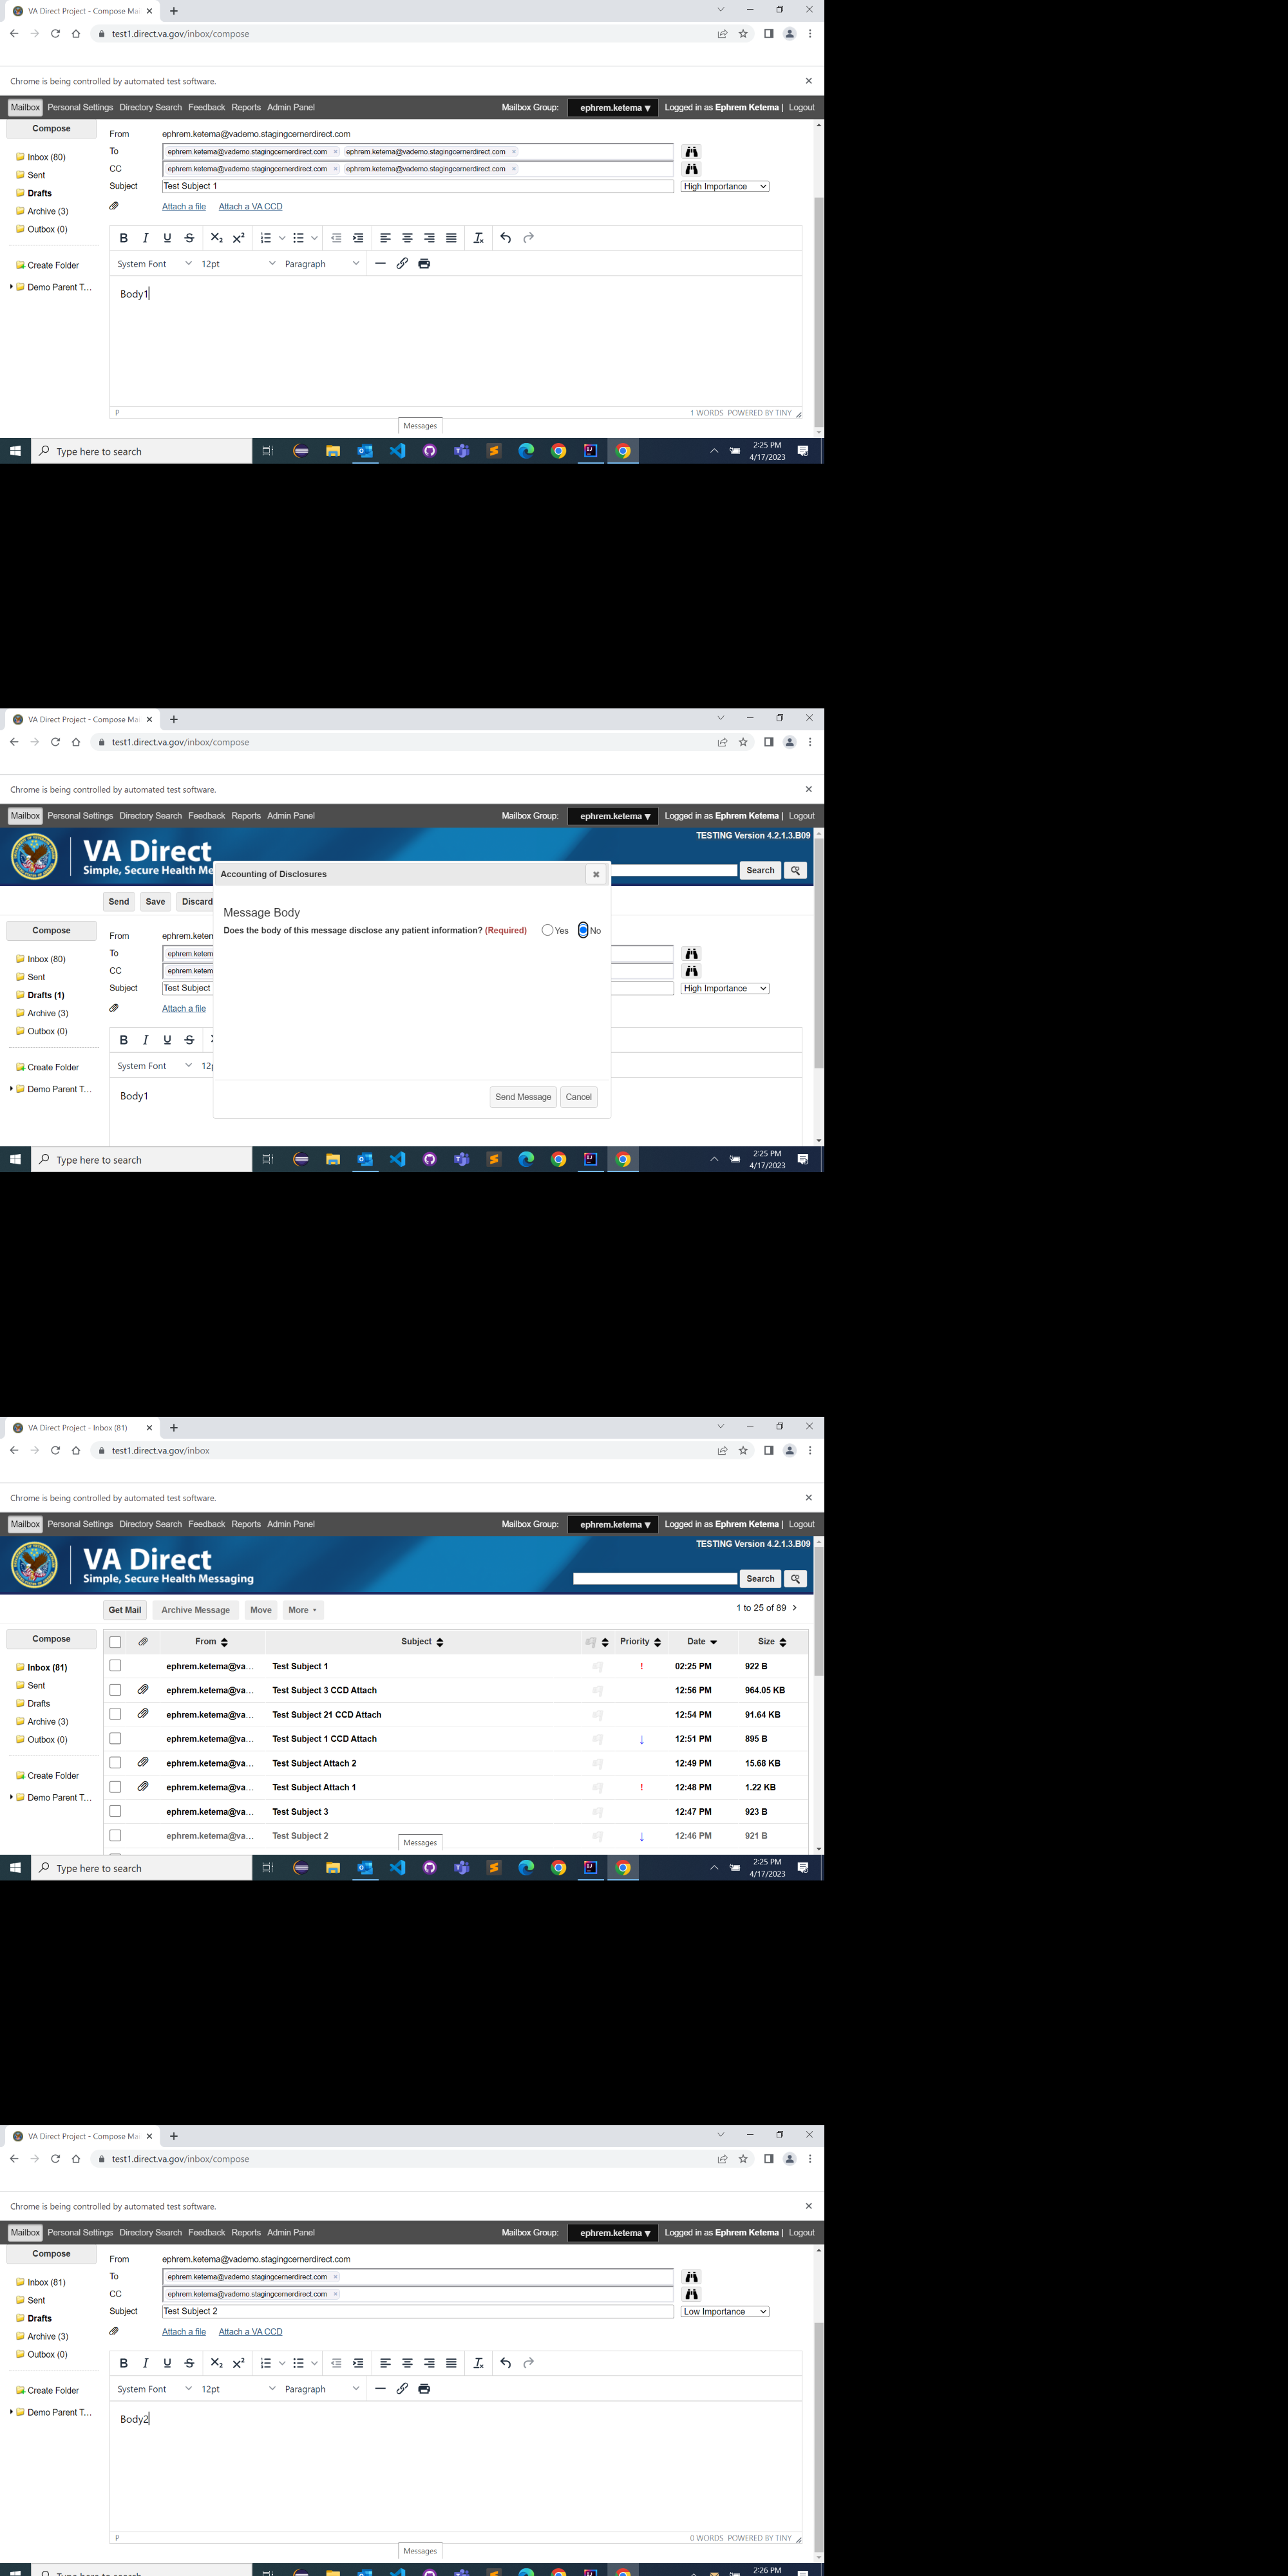 VA Direct Project - Compose Ma
test1.direct.va.gov/inbox/compose
Chrome is being controlled by automated test software.
Mailbox Personal Settings Directory Search Feedback Reports Admin Panel Mailbox Group: ephrem.ketema ▾ Logged in as Ephrem Ketema | Logout
Compose
From ephrem.ketema@vademo.stagingcernerdirect.com
To ephrem.ketema@vademo.stagingcernerdirect.com × ephrem.ketema@vademo.stagingcernerdirect.com ×
Inbox (80)
CC ephrem.ketema@vademo.stagingcernerdirect.com × ephrem.ketema@vademo.stagingcernerdirect.com ×
Sent
Subject Test Subject 1 High Importance
Drafts
Attach a file Attach a VA CCD
Archive (3)
Outbox (0)
Create Folder
System Font 12pt Paragraph
Demo Parent T...
Body1
P 1 WORDS POWERED BY TINY
Messages
Type here to search
2:25 PM
4/17/2023
VA Direct Project - Compose Ma
test1.direct.va.gov/inbox/compose
Chrome is being controlled by automated test software.
Mailbox Personal Settings Directory Search Feedback Reports Admin Panel Mailbox Group: ephrem.ketema ▾ Logged in as Ephrem Ketema | Logout
TESTING Version 4.2.1.3.B09
VA Direct
Simple, Secure Health Me
Search
Accounting of Disclosures
Send Save Discard
Message Body
Does the body of this message disclose any patient information? (Required) Yes No
Compose
From ephrem.keten
To ephrem.ketem
Inbox (80)
CC ephrem.ketem
Sent
Subject Test Subject High Importance
Drafts (1)
Attach a file
Archive (3)
Outbox (0)
Create Folder
System Font 12p
Demo Parent T...
Body1
Send Message Cancel
Type here to search
2:25 PM
4/17/2023
VA Direct Project - Inbox (81)
test1.direct.va.gov/inbox
Chrome is being controlled by automated test software.
Mailbox Personal Settings Directory Search Feedback Reports Admin Panel Mailbox Group: ephrem.ketema ▾ Logged in as Ephrem Ketema | Logout
TESTING Version 4.2.1.3.B09
VA Direct
Simple, Secure Health Messaging
Search
Get Mail Archive Message Move More 1 to 25 of 89
Compose
Inbox (81)
Sent
Drafts
Archive (3)
Outbox (0)
Create Folder
Demo Parent T...
From Subject Priority Date Size
ephrem.ketema@va... Test Subject 1 ! 02:25 PM 922 B
ephrem.ketema@va... Test Subject 3 CCD Attach 12:56 PM 964.05 KB
ephrem.ketema@va... Test Subject 21 CCD Attach 12:54 PM 91.64 KB
ephrem.ketema@va... Test Subject 1 CCD Attach ↓ 12:51 PM 895 B
ephrem.ketema@va... Test Subject Attach 2 12:49 PM 15.68 KB
ephrem.ketema@va... Test Subject Attach 1 ! 12:48 PM 1.22 KB
ephrem.ketema@va... Test Subject 3 12:47 PM 923 B
ephrem.ketema@va... Test Subject 2 ↓ 12:46 PM 921 B
Messages
Type here to search
2:25 PM
4/17/2023
VA Direct Project - Compose Ma
test1.direct.va.gov/inbox/compose
Chrome is being controlled by automated test software.
Mailbox Personal Settings Directory Search Feedback Reports Admin Panel Mailbox Group: ephrem.ketema ▾ Logged in as Ephrem Ketema | Logout
Compose
From ephrem.ketema@vademo.stagingcernerdirect.com
To ephrem.ketema@vademo.stagingcernerdirect.com ×
Inbox (81)
CC ephrem.ketema@vademo.stagingcernerdirect.com ×
Sent
Subject Test Subject 2 Low Importance
Drafts
Attach a file Attach a VA CCD
Archive (3)
Outbox (0)
Create Folder
System Font 12pt Paragraph
Demo Parent T...
Body2
P 0 WORDS POWERED BY TINY
Messages
Type here to search
2:26 PM